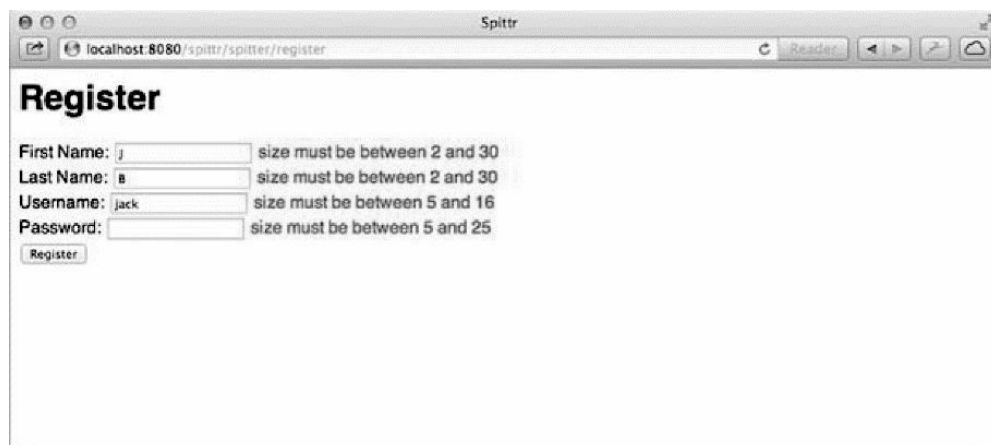 Spittr
localhost:8080/spittr/spitter/register
Reader
Register
First Name: J size must be between 2 and 30
Last Name: B size must be between 2 and 30
Username: jack size must be between 5 and 16
Password: size must be between 5 and 25
Register